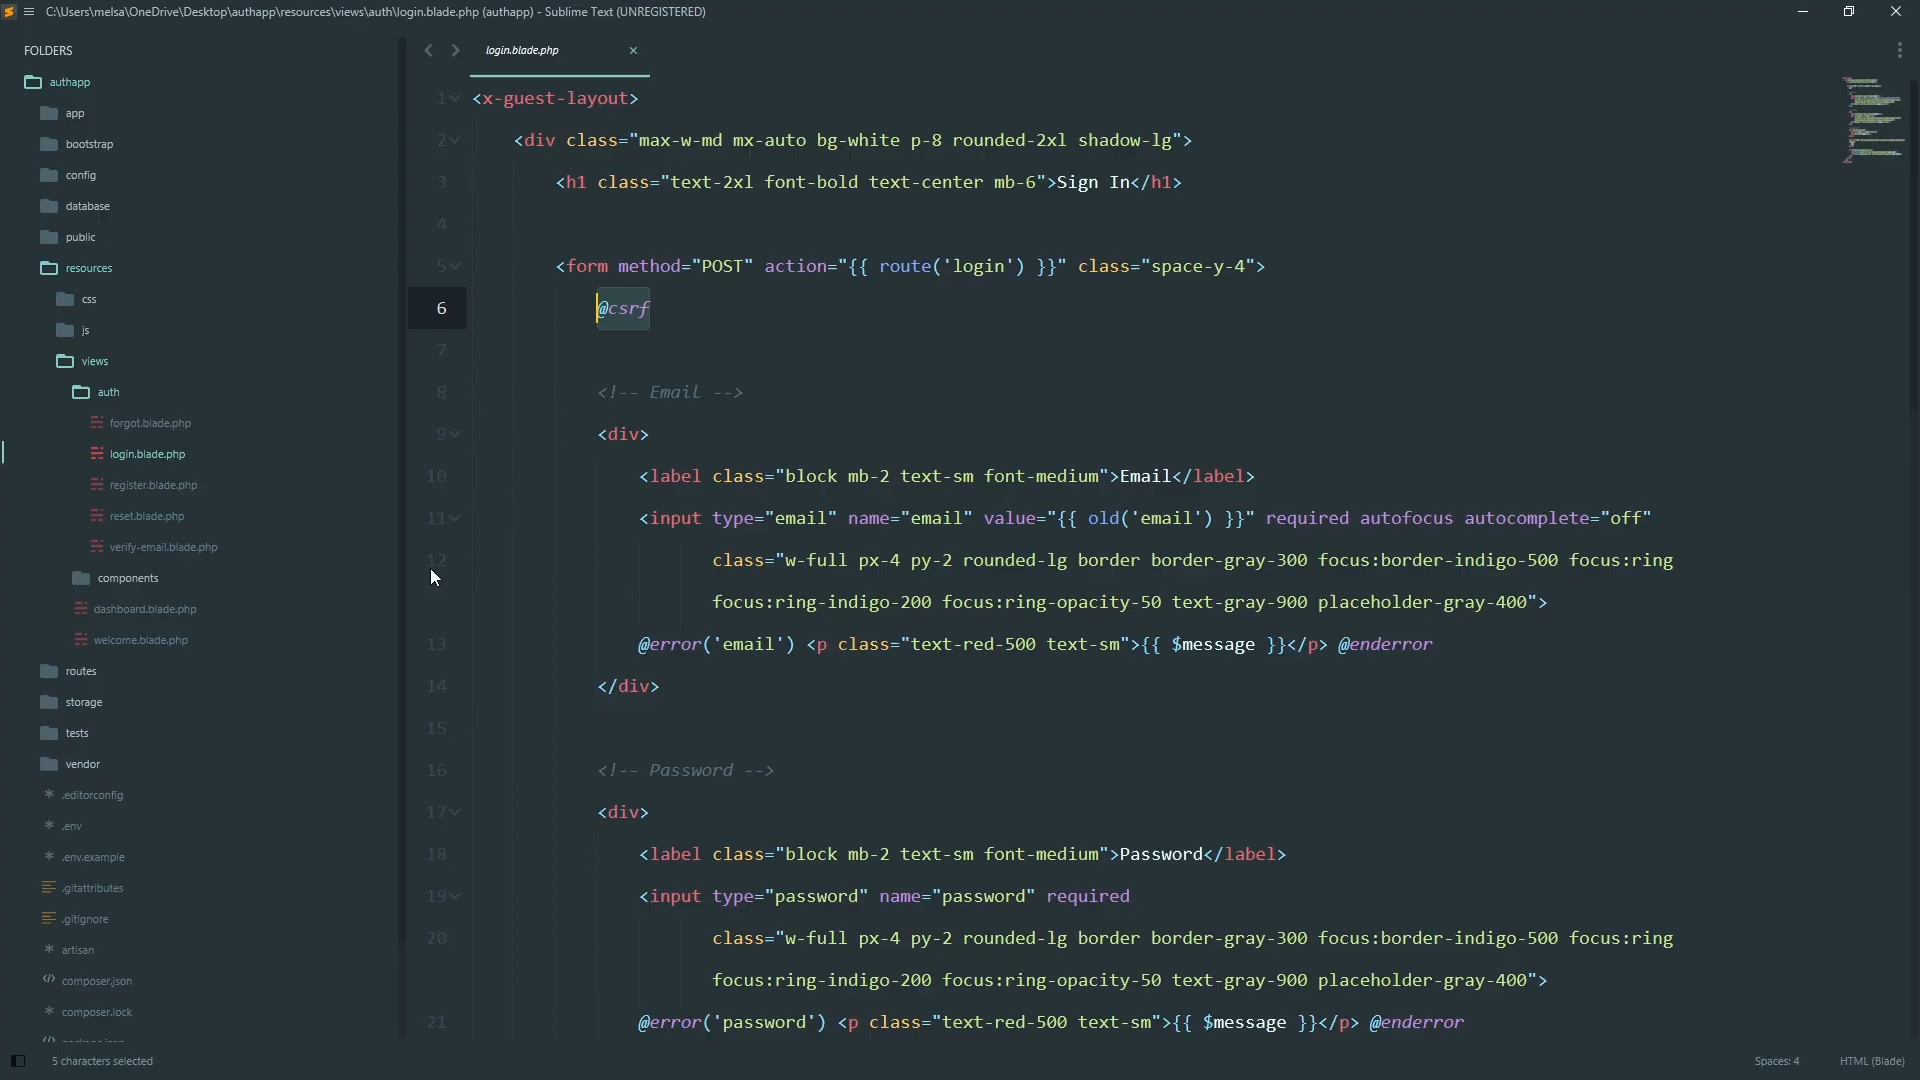 C:\Users\melsa\OneDrive\Desktop\authapp\resources\views\auth\login.blade.php (authapp) - Sublime Text (UNREGISTERED)
FOLDERS
authapp
app
bootstrap
config
database
public
resources
css
js
views
auth
forgot.blade.php
login.blade.php
register.blade.php
reset.blade.php
verify-email.blade.php
components
dashboard.blade.php
welcome.blade.php
routes
storage
tests
vendor
.editorconfig
.env
.env.example
.gitattributes
.gitignore
artisan
composer.json
composer.lock
login.blade.php
1 <x-guest-layout>
2 <div class="max-w-md mx-auto bg-white p-8 rounded-2xl shadow-lg">
3 <h1 class="text-2xl font-bold text-center mb-6">Sign In</h1>
4
5 <form method="POST" action="{{ route('login') }}" class="space-y-4">
6 @csrf
7
8 <!-- Email -->
9 <div>
10 <label class="block mb-2 text-sm font-medium">Email</label>
11 <input type="email" name="email" value="{{ old('email') }}" required autofocus autocomplete="off"
12 class="w-full px-4 py-2 rounded-lg border border-gray-300 focus:border-indigo-500 focus:ring
focus:ring-indigo-200 focus:ring-opacity-50 text-gray-900 placeholder-gray-400">
13 @error('email') <p class="text-red-500 text-sm">{{ $message }}</p> @enderror
14 </div>
15
16 <!-- Password -->
17 <div>
18 <label class="block mb-2 text-sm font-medium">Password</label>
19 <input type="password" name="password" required
20 class="w-full px-4 py-2 rounded-lg border border-gray-300 focus:border-indigo-500 focus:ring
focus:ring-indigo-200 focus:ring-opacity-50 text-gray-900 placeholder-gray-400">
21 @error('password') <p class="text-red-500 text-sm">{{ $message }}</p> @enderror
5 characters selected
Spaces: 4
HTML (Blade)